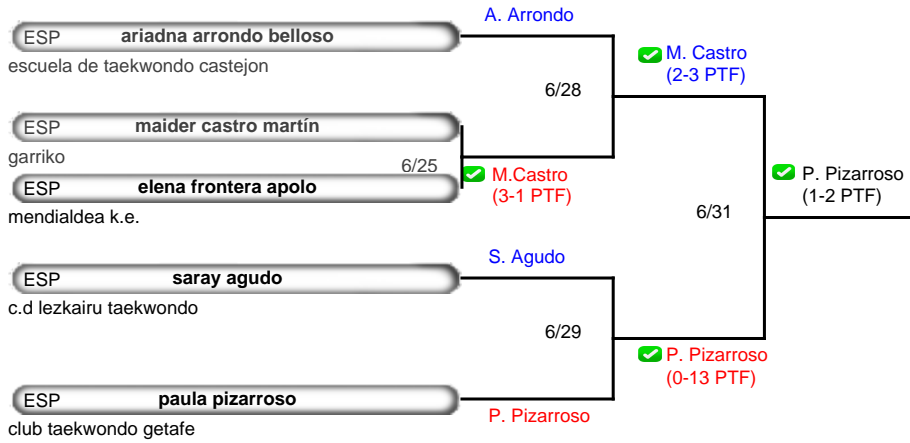 A. Arrondo
ESP ariadna arrondo belloso
escuela de taekwondo castejon
6/28
M. Castro
(2-3 PTF)
ESP maider castro martín
garriko
6/25
ESP elena frontera apolo
mendialdea k.e.
M.Castro
(3-1 PTF)
6/31
P. Pizarroso
(1-2 PTF)
S. Agudo
ESP saray agudo
c.d lezkairu taekwondo
6/29
P. Pizarroso
(0-13 PTF)
ESP paula pizarroso
club taekwondo getafe
P. Pizarroso